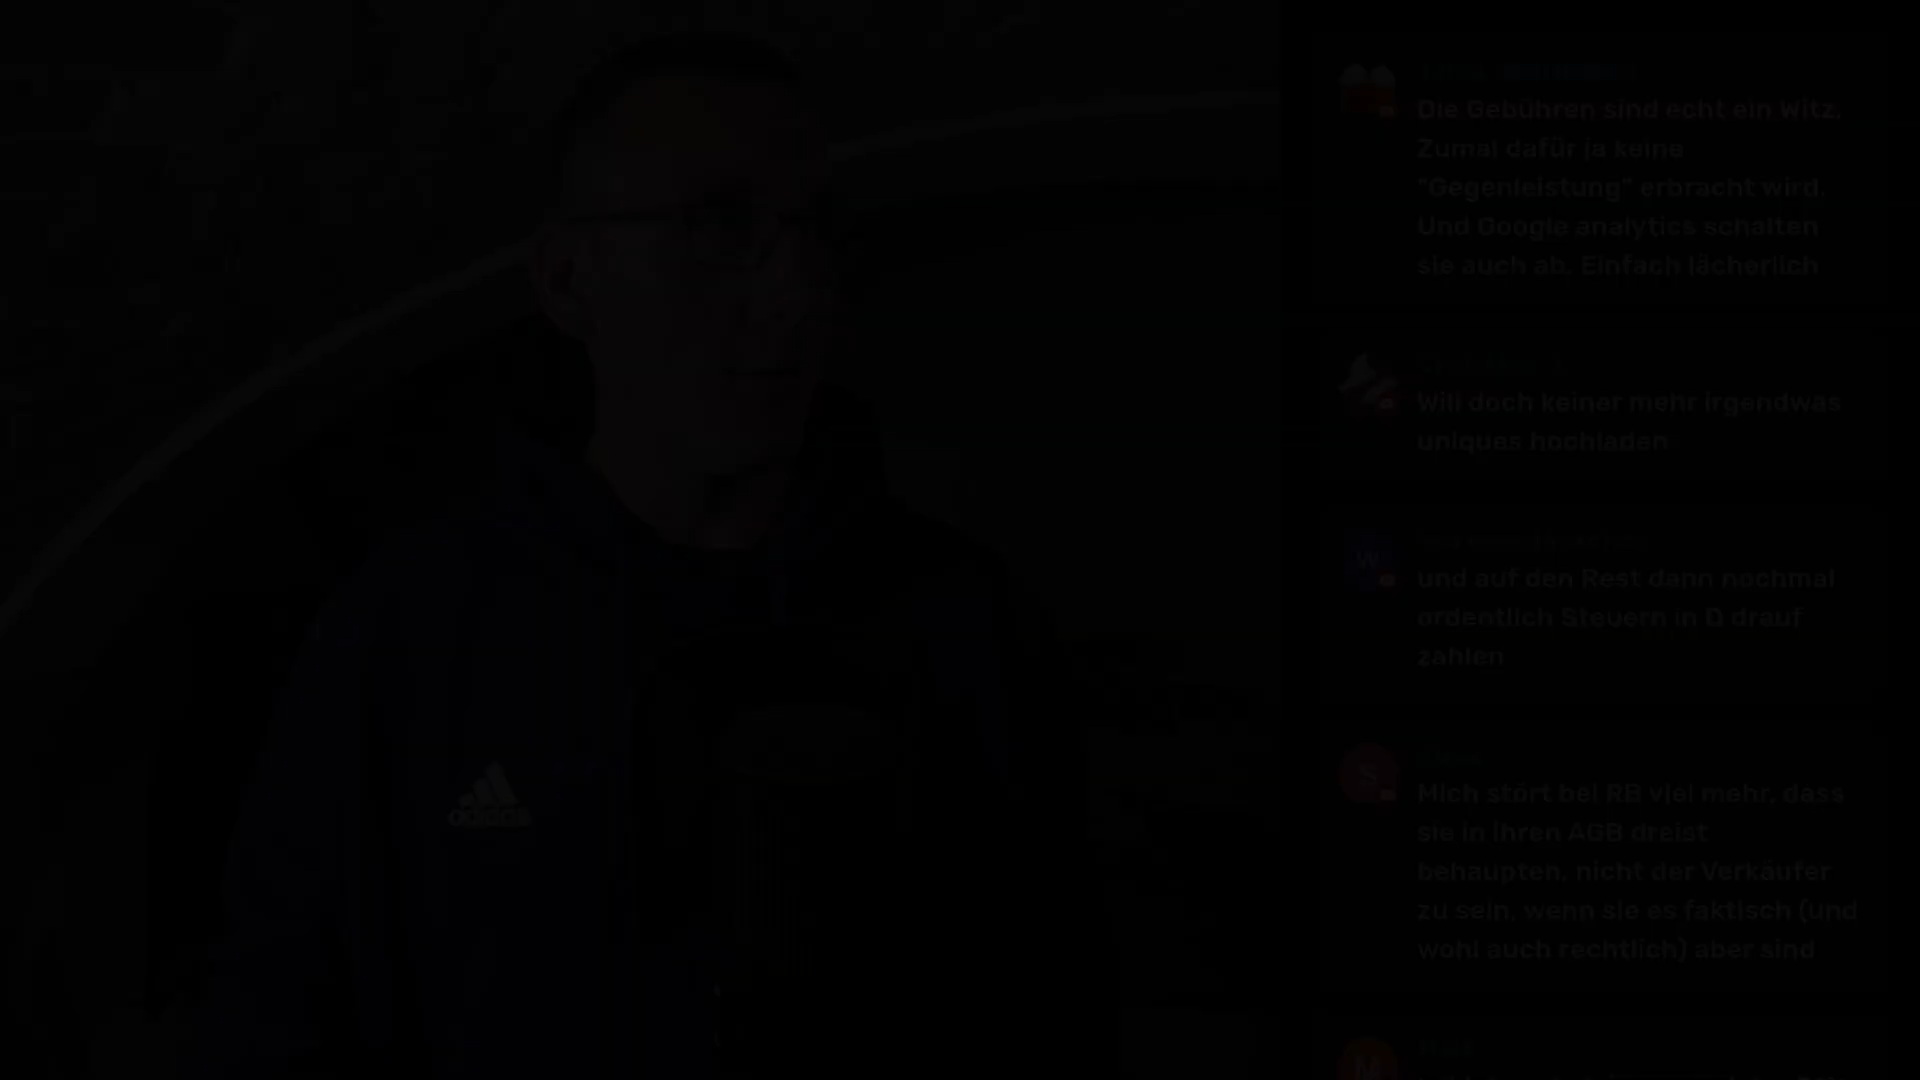 Die Gebühren sind echt ein Witz.
Zumal dafür ja keine
"Gegenleistung" erbracht wird.
Und Google analytics schalten
sie auch ab. Einfach lächerlich
Will doch keiner mehr irgendwas
uniques hochladen
W
und auf den Rest dann nochmal
ordentlich Steuern in D drauf
zahlen
S
Mich stört bei RB viel mehr, dass
sie in ihren AGB dreist
behaupten, nicht der Verkäufer
zu sein, wenn sie es faktisch (und
wohl auch rechtlich) aber sind
M
adidas